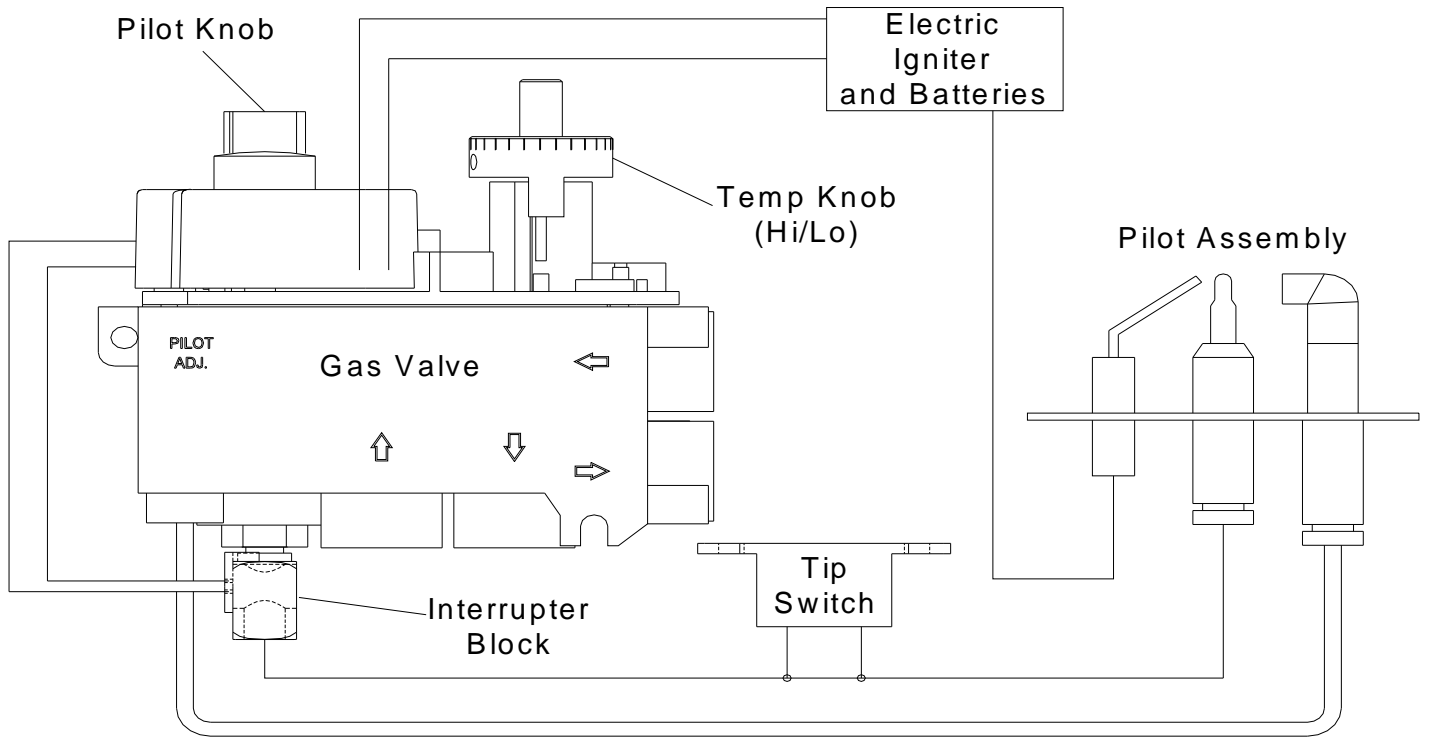 Pilot Knob
Electric
Igniter
and Batteries
Temp Knob
(Hi/Lo)
Pilot Assembly
PILOT
ADJ.
Gas Valve
Tip
Switch
Interrupter
Block